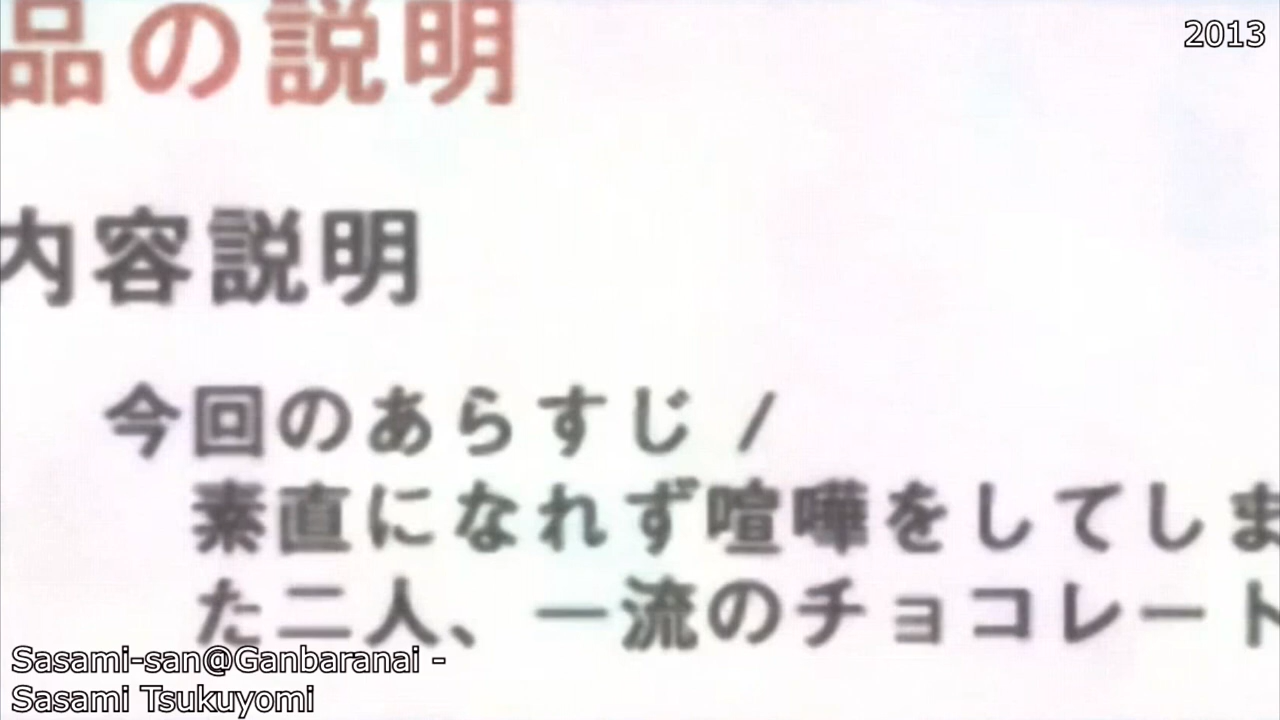 品の説明
2013
内容説明
今回のあらすじ /
素直になれず喧嘩をしてしま
た二人、一流のチョコレート
Sasami-san@Ganbaranai -
Sasami Tsukuyomi